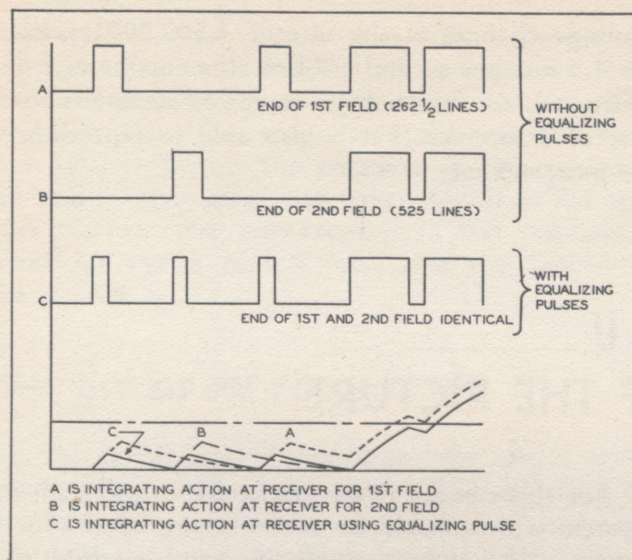 A
END OF 1ST FIELD (262 ½ LINES)
WITHOUT
EQUALIZING
PULSES
B
END OF 2ND FIELD (525 LINES)
C
WITH
EQUALIZING
PULSES
END OF 1ST AND 2ND FIELD IDENTICAL
C B A
A IS INTEGRATING ACTION AT RECEIVER FOR 1ST FIELD
B IS INTEGRATING ACTION AT RECEIVER FOR 2ND FIELD
C IS INTEGRATING ACTION AT RECEIVER USING EQUALIZING PULSE